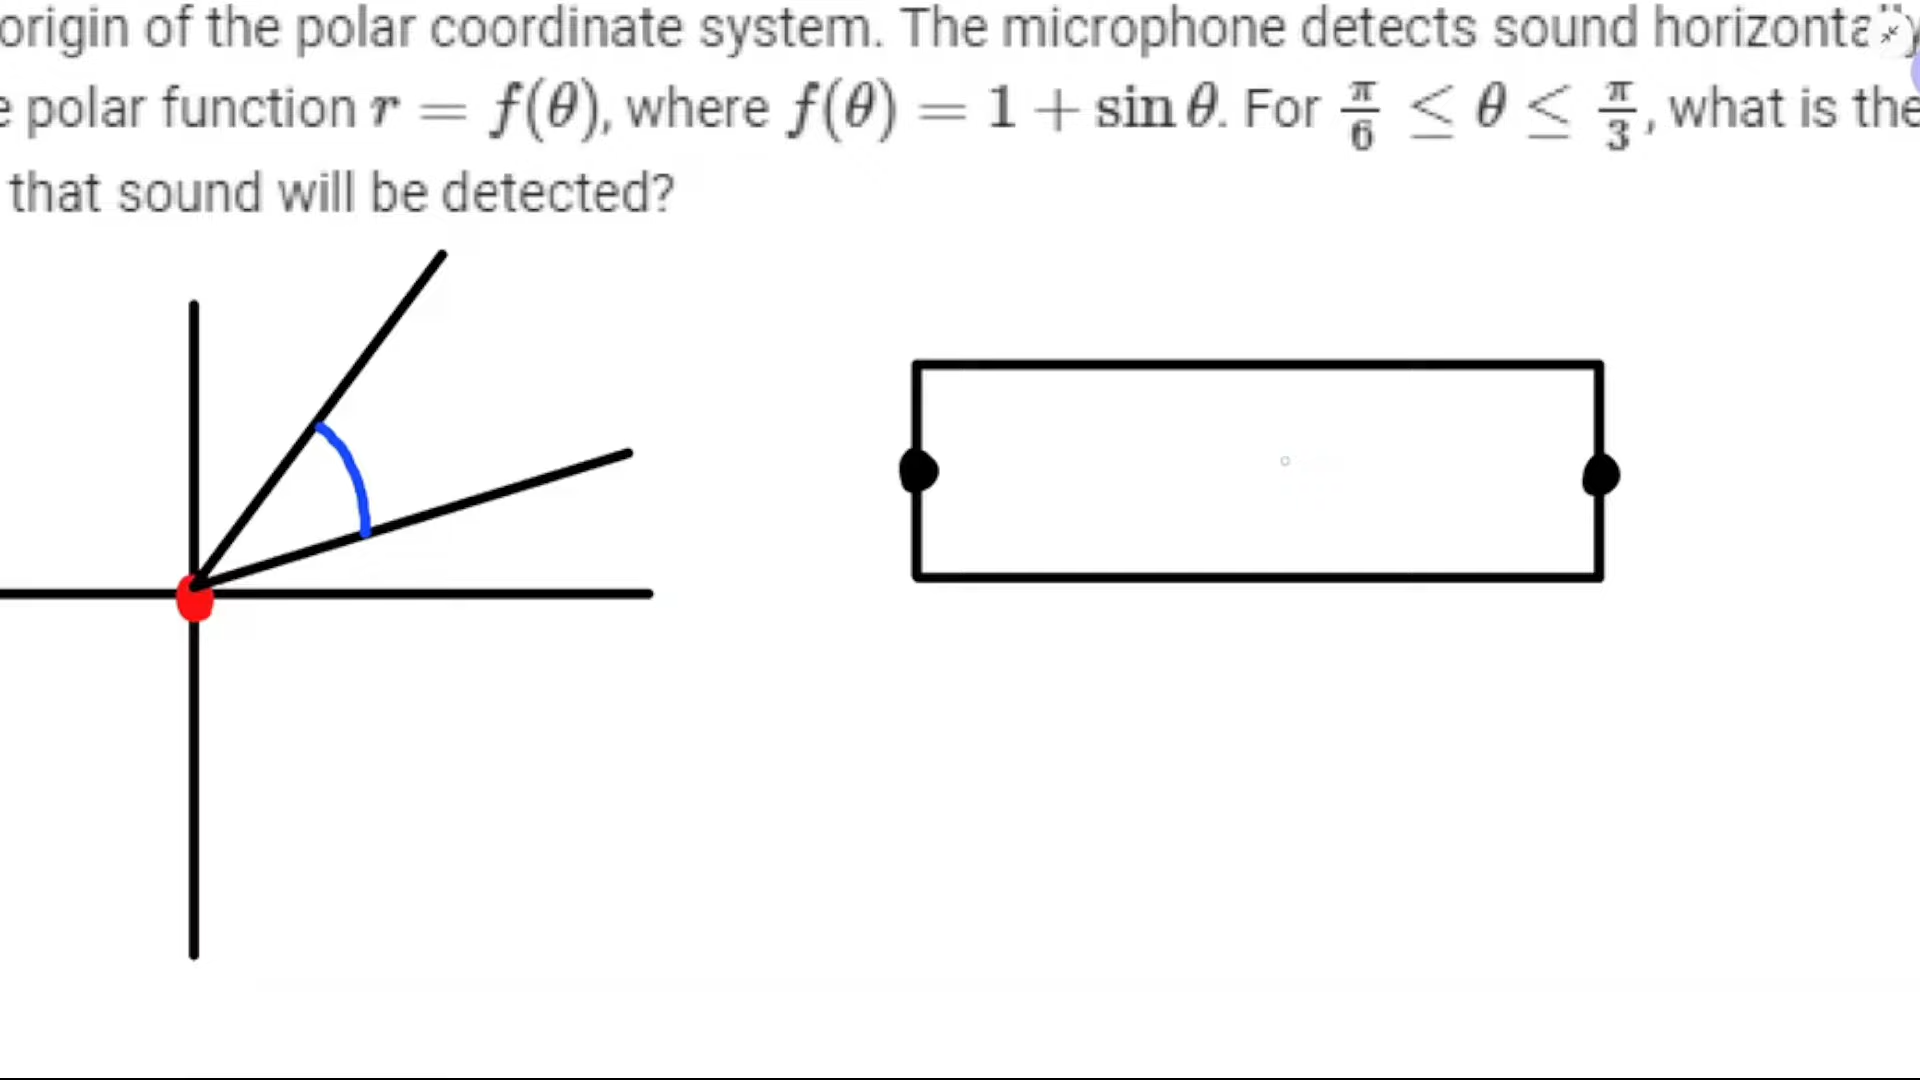 origin of the polar coordinate system. The microphone detects sound horizontally
e polar function r = f(θ), where f(θ) = 1 + sin θ. For π/6 ≤ θ ≤ π/3, what is the
that sound will be detected?